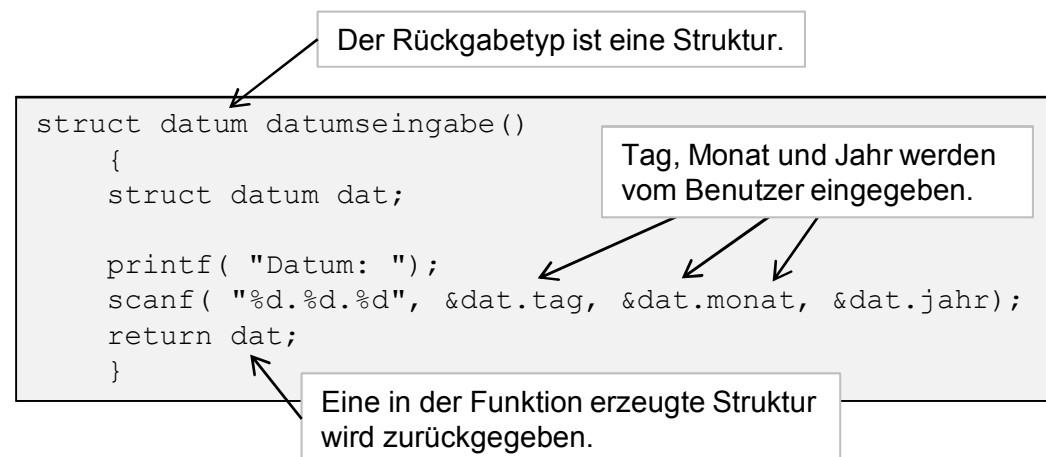 Der Rückgabetyp ist eine Struktur.
struct datum datumseingabe()
{
struct datum dat;
Tag, Monat und Jahr werden
vom Benutzer eingegeben.
printf( "Datum: ");
scanf( "%d.%d.%d", &dat.tag, &dat.monat, &dat.jahr);
return dat;
}
Eine in der Funktion erzeugte Struktur
wird zurückgegeben.